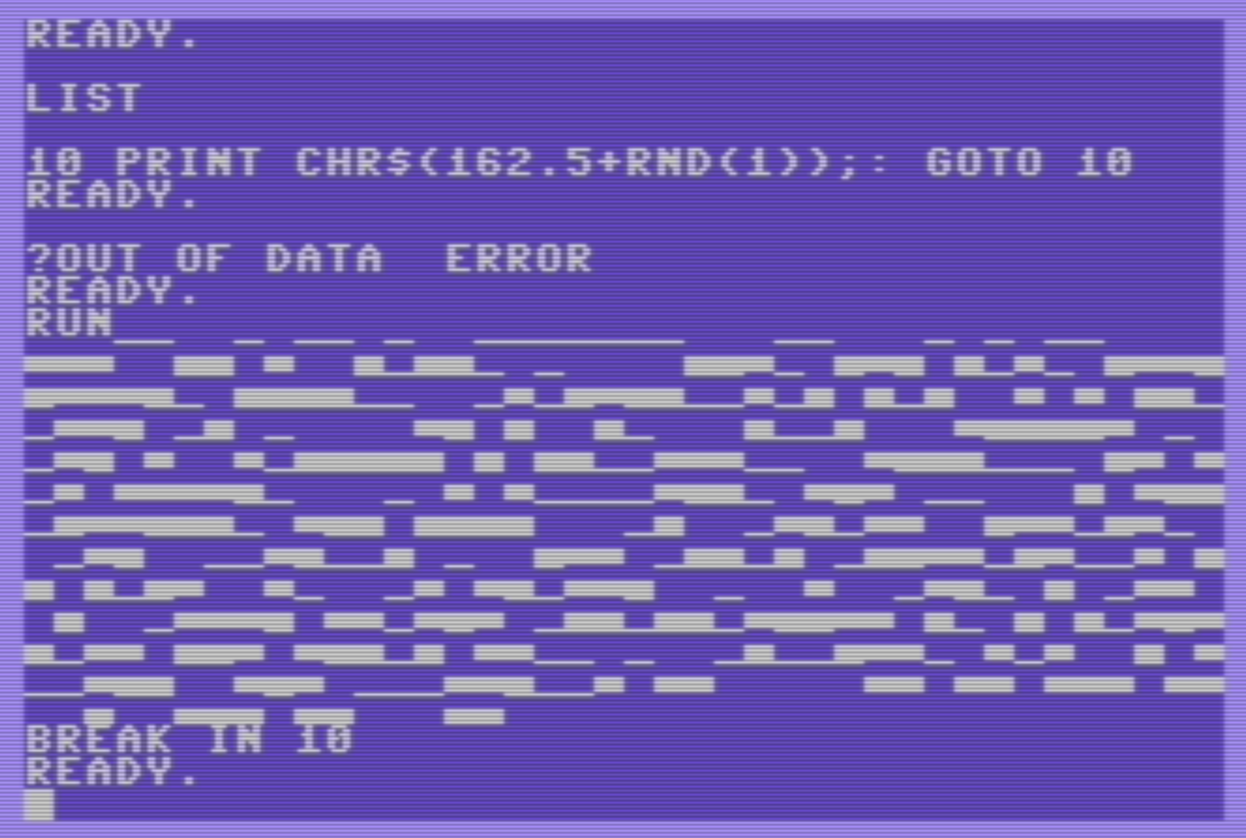 READY.
LIST
10 PRINT CHR$(162.5+RND(1));: GOTO 10
READY.
?OUT OF DATA  ERROR
READY.
RUN
BREAK IN 10
READY.